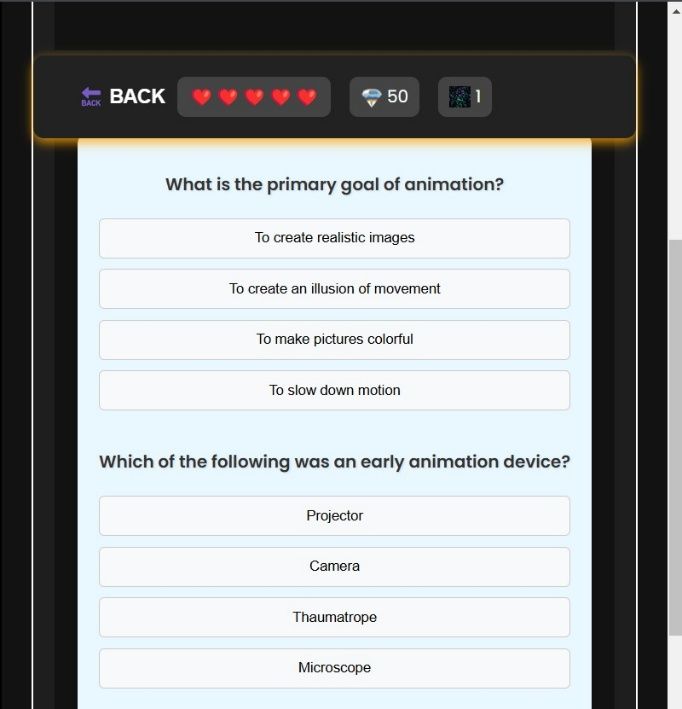 BACK BACK 50 1
What is the primary goal of animation?
To create realistic images
To create an illusion of movement
To make pictures colorful
To slow down motion
Which of the following was an early animation device?
Projector
Camera
Thaumatrope
Microscope